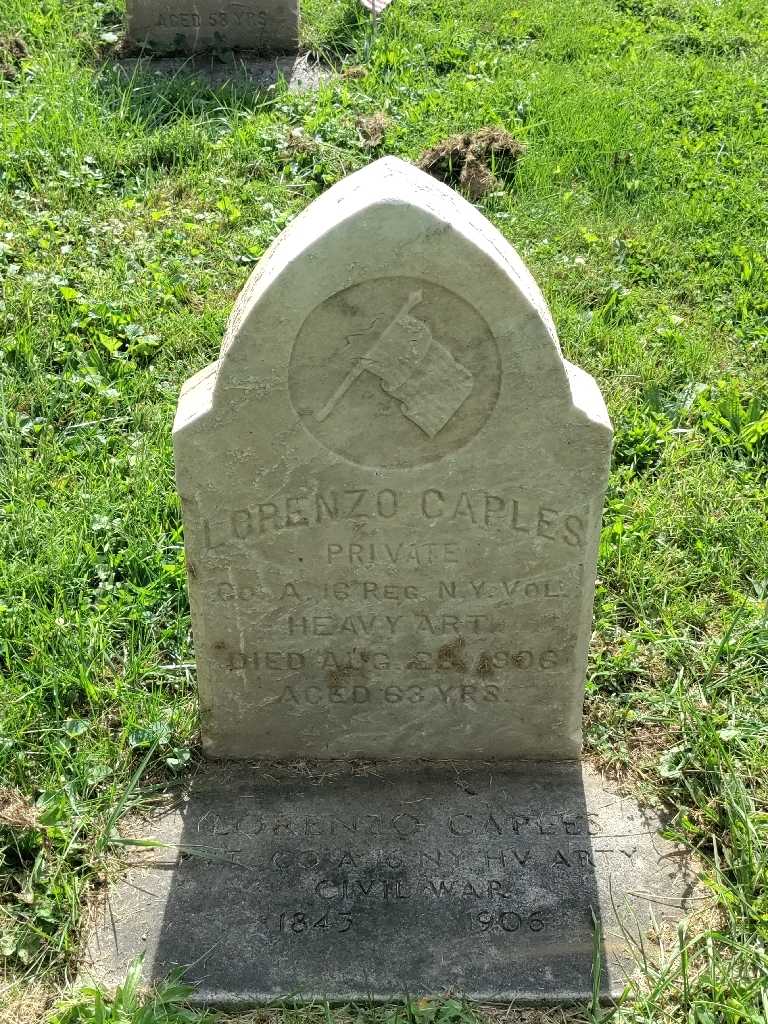 AGED 58 YRS
LORENZO CAPLES
PRIVATE
CO. A, 16 REG. N.Y. VOL.
HEAVY ART.
DIED AUG. 1906
AGED 63 YRS.
LORENZO CAPLES
CO A 16 NY HV ARTY
CIVIL WAR
1843 1906